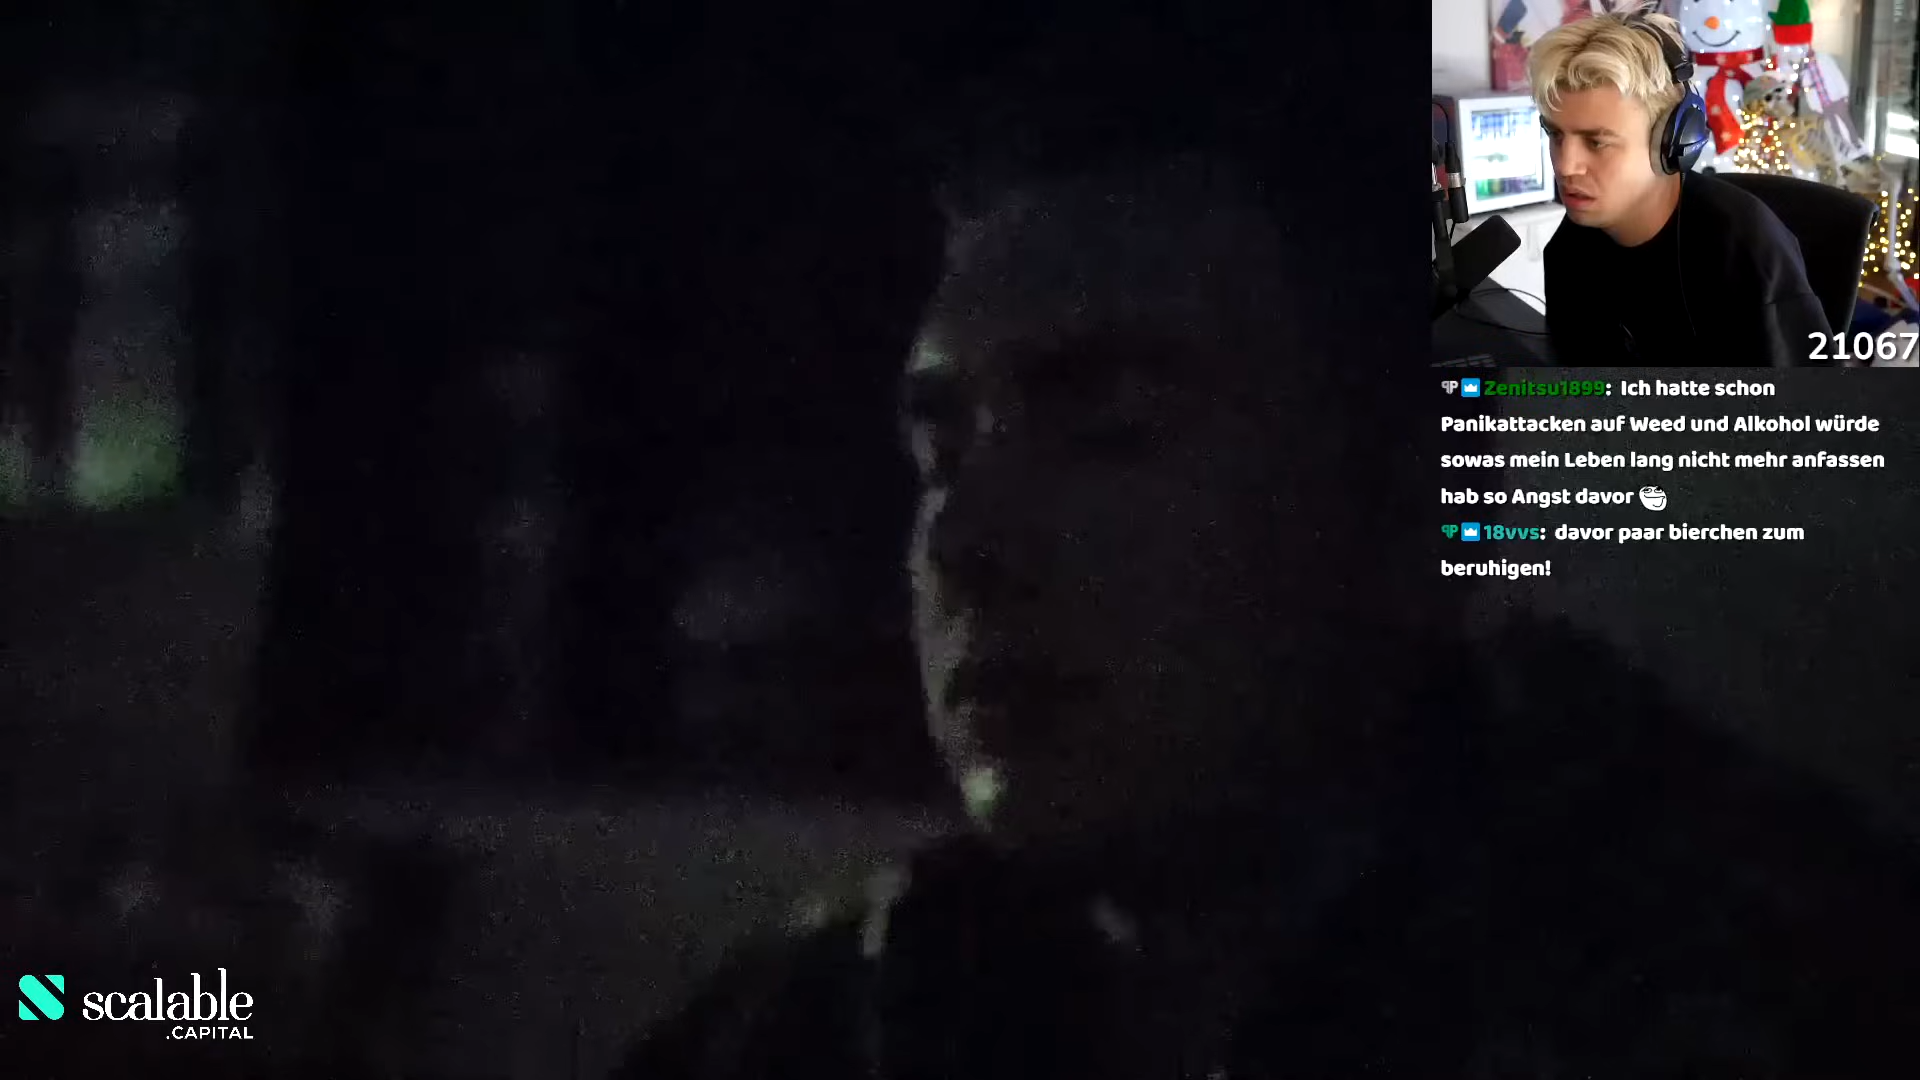 21067
Zenitsu1899: Ich hatte schon
Panikattacken auf Weed und Alkohol würde
sowas mein Leben lang nicht mehr anfassen
hab so Angst davor
18vvs: davor paar bierchen zum
beruhigen!
scalable
.CAPITAL